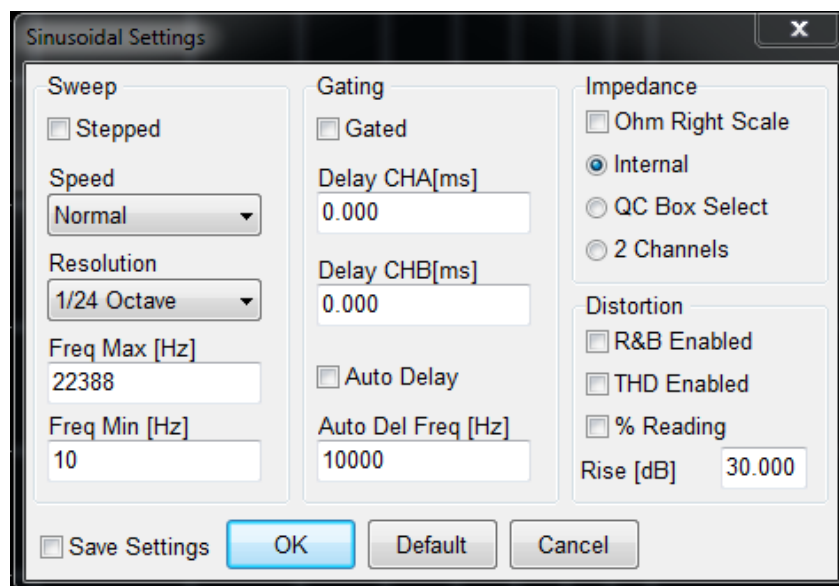 Sinusoidal Settings
x
Sweep
Stepped
Speed
Normal
Resolution
1/24 Octave
Freq Max [Hz]
22388
Freq Min [Hz]
10
Gating
Gated
Delay CHA[ms]
0.000
Delay CHB[ms]
0.000
Auto Delay
Auto Del Freq [Hz]
10000
Impedance
Ohm Right Scale
Internal
QC Box Select
2 Channels
Distortion
R&B Enabled
THD Enabled
% Reading
Rise [dB] 30.000
Save Settings OK Default Cancel